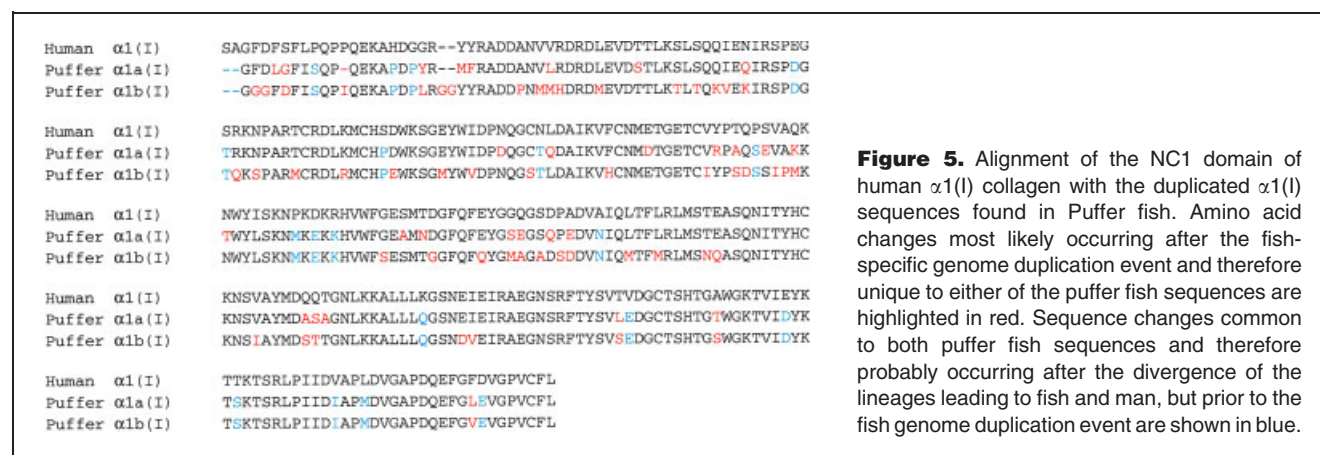 Human α1(I) SAGFDFSFLPQPPQEKAHDGGR--YYRADDANVVRDRDLEVDTTLKSLSQQIENIRSPEG
Puffer α1a(I) --GFDLGFISQP-QEKAPDPYR--MFRADDANVLRDRDLEVDSTLKSLSQQIEQIRSPDG
Puffer α1b(I) --GGGFDFISQPIQEKAPDPLRGGYYRADDPNMMHDRDMEVDTTLKTLTQKVEKIRSPDG
Human α1(I) SRKNPARTCRDLKMCHSDWKSGEYWIDPNQGCNLDAIKVFCNMETGETCVYPTQPSVAQK
Puffer α1a(I) TRKNPARTCRDLKMCHPDWKSGEYWIDPDQGCTQDAIKVFCNMDTGETCVRPAQSEVAKK
Puffer α1b(I) TQKSPARMCRDLRMCHPEWKSGMYWVDPNQGSTLDAIKVHCNMETGETCIYPSDSSIPMK
Human α1(I) NWYISKNPKDKRHVWFGESMTDGFQFEYGGQGSDPADVAIQLTFLRLMSTEASQNITYHC
Puffer α1a(I) TWYLSKNMKEKKHVWFGEAMNDGFQFEYGSEGSQPEDVNIQLTFLRLMSTEASQNITYHC
Puffer α1b(I) NWYLSKNMKEKKHVWFSESMTGGFQFQYGMAGADSDDVNIQMTFMRLMSNQASQNITYHC
Human α1(I) KNSVAYMDQQTGNLKKALLLKGSNEIEIRAEGNSRFTYSVTVDGCTSHTGAWGKTVIEYK
Puffer α1a(I) KNSVAYMDASAGNLKKALLLQGSNEIEIRAEGNSRFTYSVLEDGCTSHTGTWGKTVIDYK
Puffer α1b(I) KNSIAYMDSTTGNLKKALLLQGSNDVEIRAEGNSRFTYSVSEDGCTSHTGSWGKTVIDYK
Human α1(I) TTKTSRLPIIDVAPLDVGAPDQEFGFDVGPVCFL
Puffer α1a(I) TSKTSRLPIIDIAPMDVGAPDQEFGLEVGPVCFL
Puffer α1b(I) TSKTSRLPIIDIAPMDVGAPDQEFGVEVGPVCFL
Figure 5. Alignment of the NC1 domain of
human α1(I) collagen with the duplicated α1(I)
sequences found in Puffer fish. Amino acid
changes most likely occurring after the fish-
specific genome duplication event and therefore
unique to either of the puffer fish sequences are
highlighted in red. Sequence changes common
to both puffer fish sequences and therefore
probably occurring after the divergence of the
lineages leading to fish and man, but prior to the
fish genome duplication event are shown in blue.